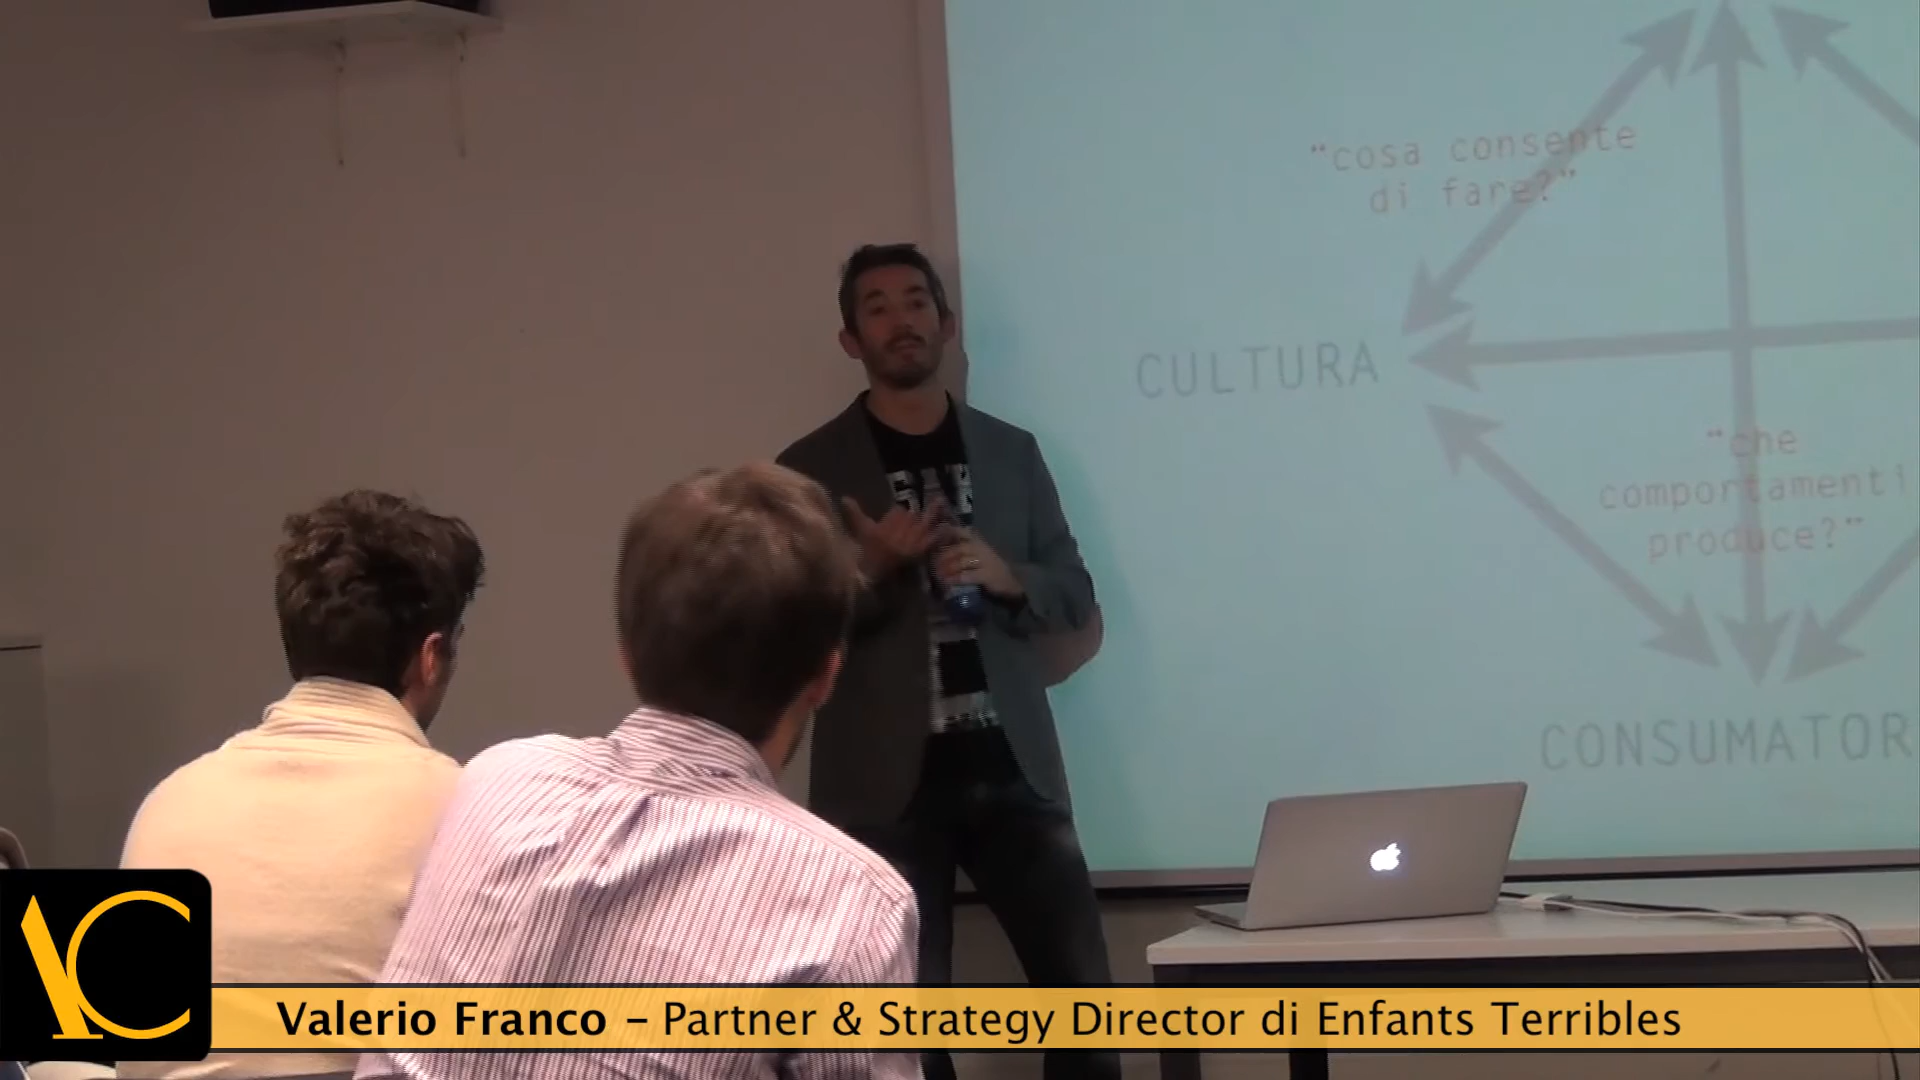 "cosa consente
di fare?"
CULTURA
"che
comportamenti
produce?"
CONSUMATOR
Valerio Franco – Partner & Strategy Director di Enfants Terribles